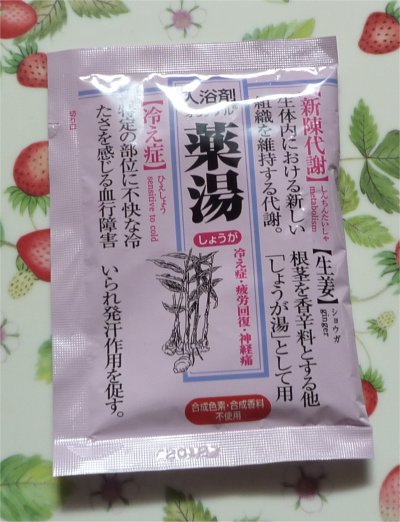 【新陳代謝】
しんちんたいしゃ
metabolism
生体内における新しい
組織を維持する代謝。
【生姜】
ショウガ
ginger
根茎を香辛料とする他
「しょうが湯」として用
いられ発汗作用を促す。
入浴剤
薬湯
しょうが
冷え症・疲労回復・神経痛
合成色素・合成香料
不使用
【冷え症】
ひえしょう
sensitive to cold
特定の部位に不快な冷
たさを感じる血行障害